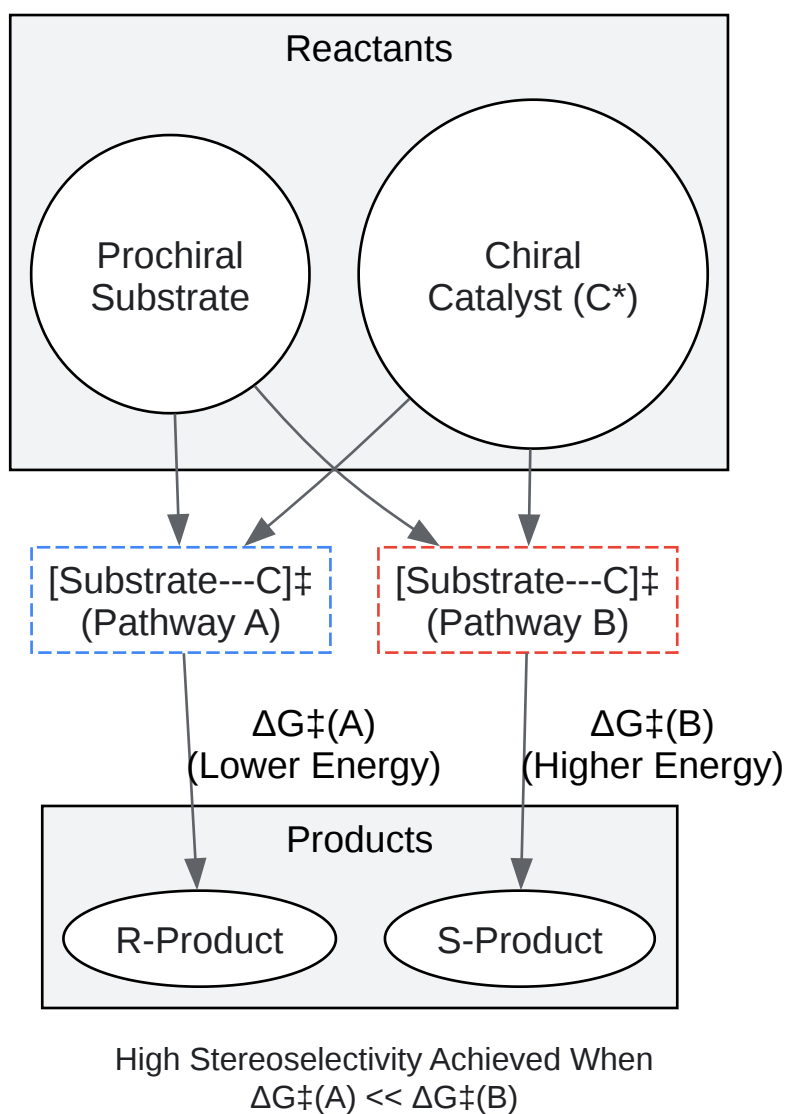 Reactants
Prochiral
Substrate
Chiral
Catalyst (C*)
[Substrate---C]‡
(Pathway A)
[Substrate---C]‡
(Pathway B)
ΔG‡(A)
(Lower Energy)
ΔG‡(B)
(Higher Energy)
Products
R-Product
S-Product
High Stereoselectivity Achieved When
ΔG‡(A) << ΔG‡(B)